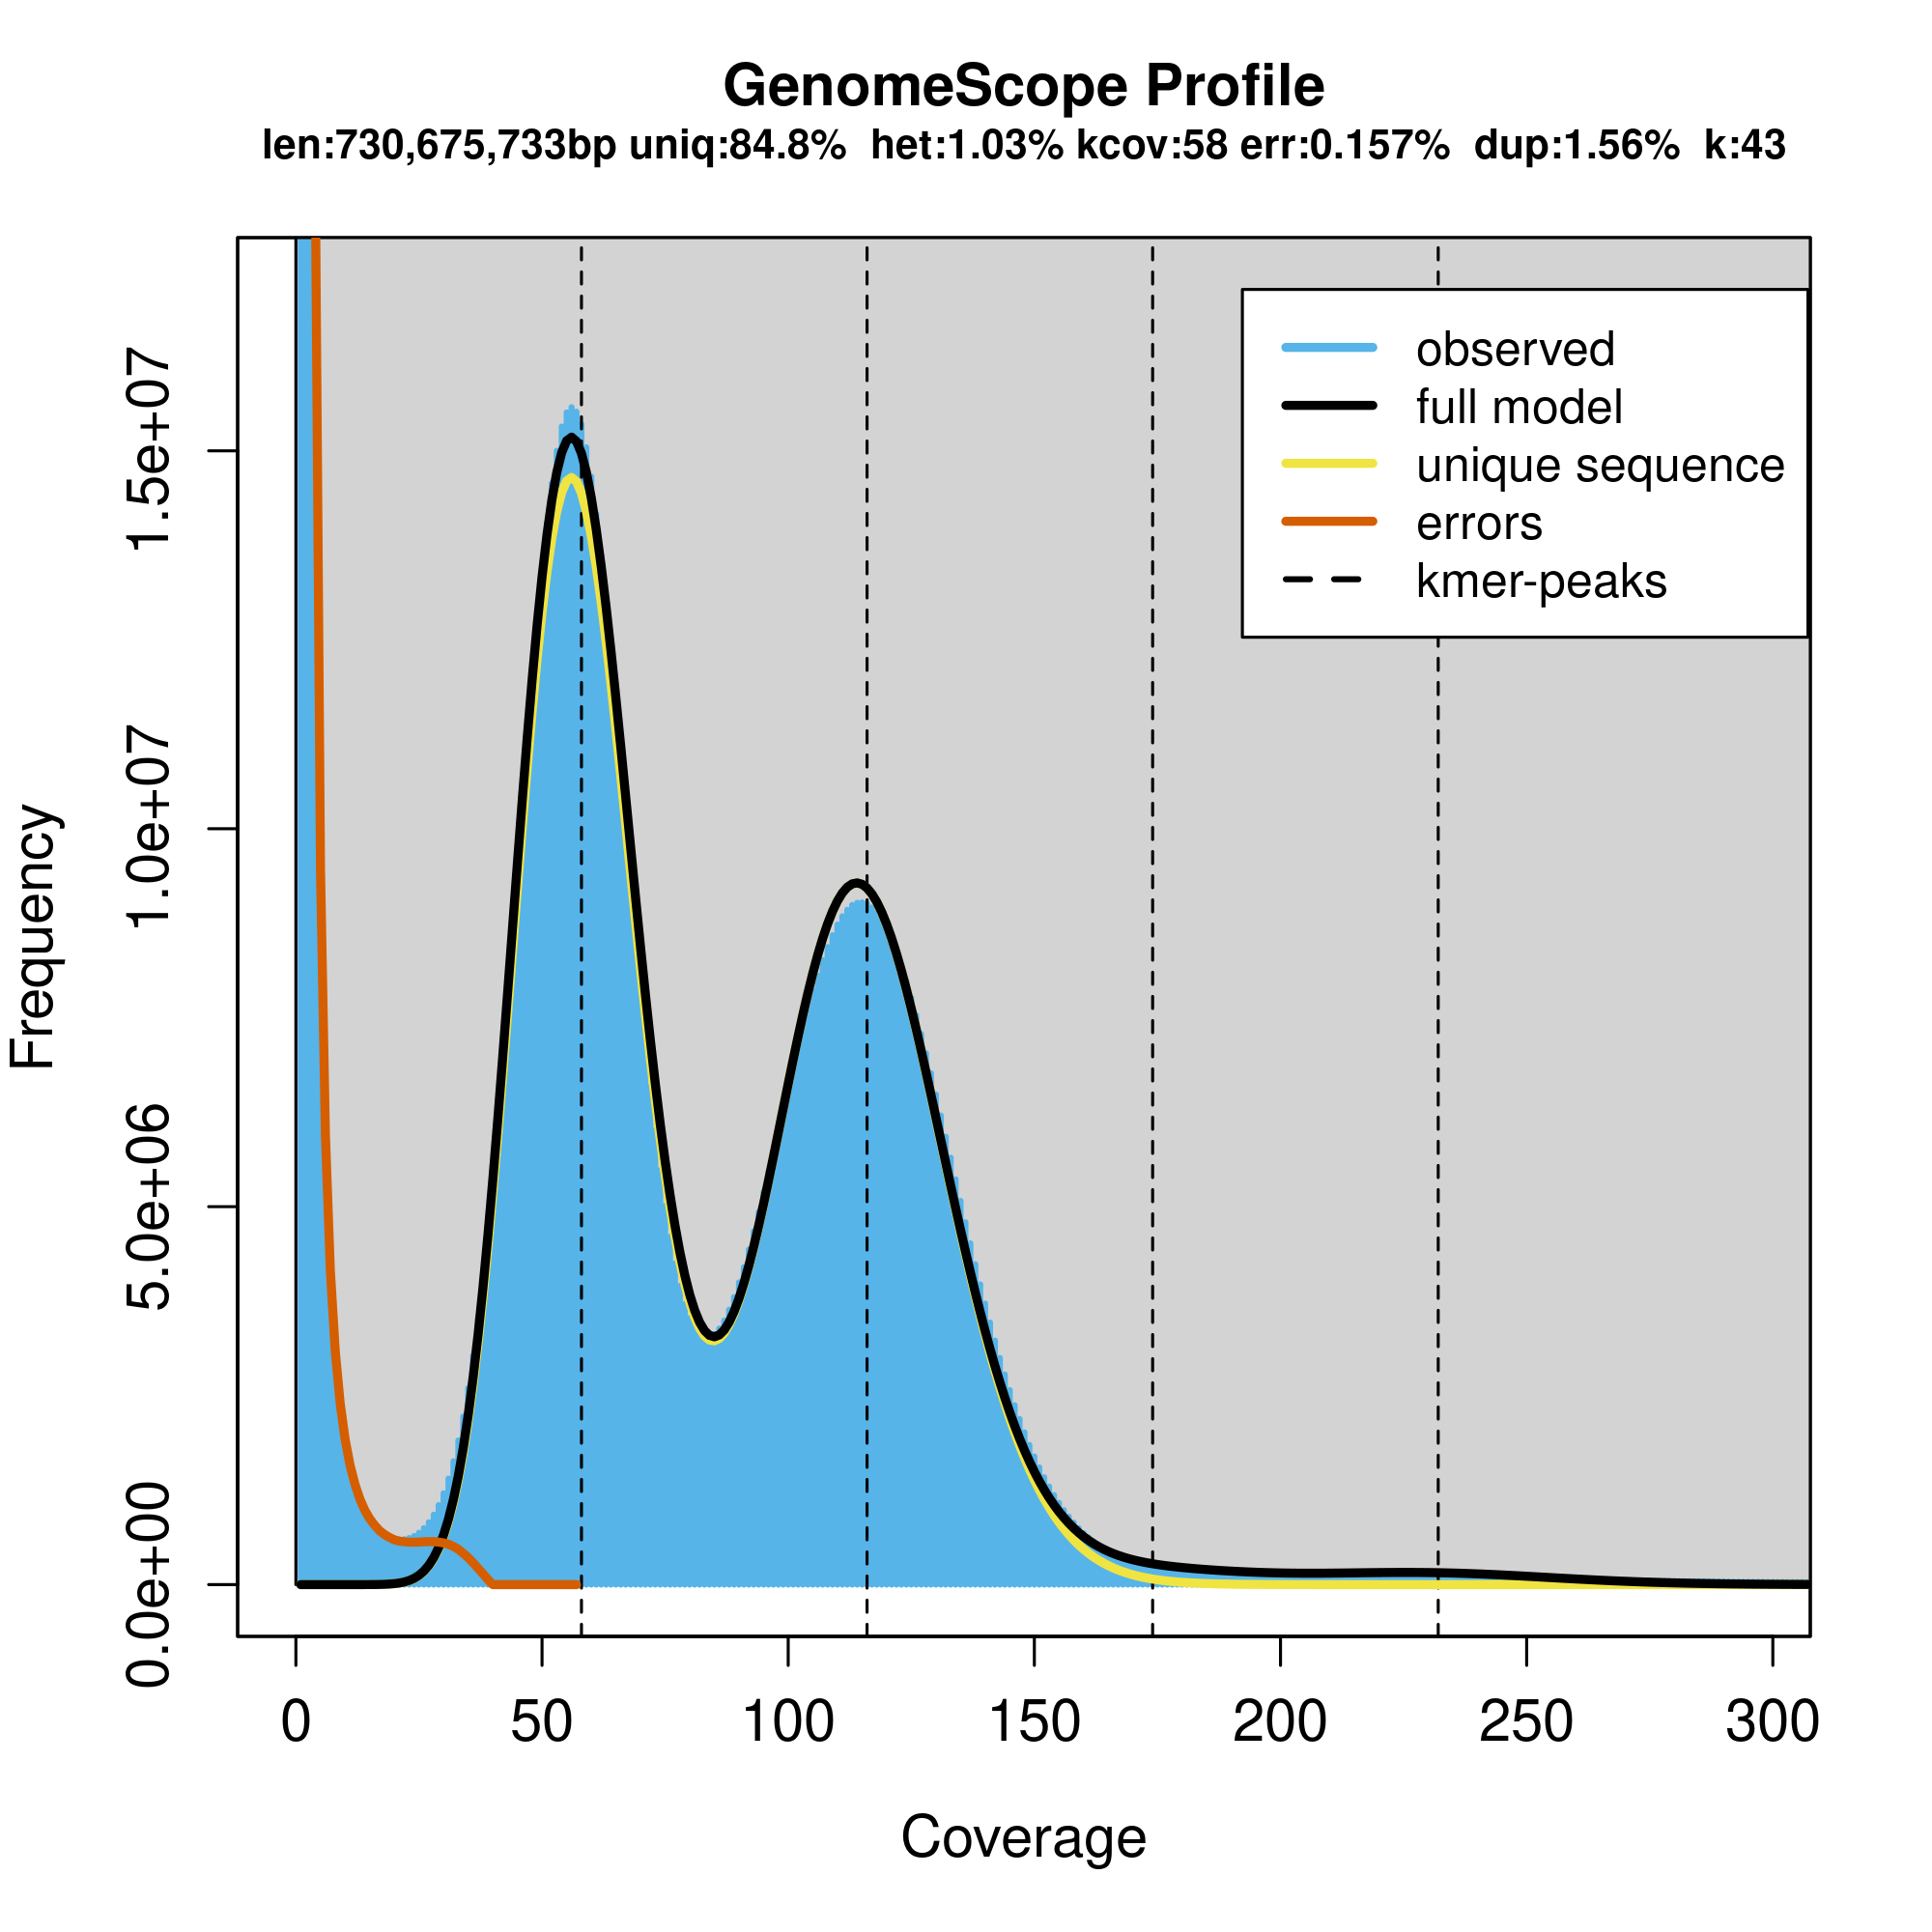 GenomeScope Profile
len:730,675,733bp uniq:84.8% het:1.03% kcov:58 err:0.157% dup:1.56% k:43
observed
full model
unique sequence
errors
kmer-peaks
Frequency
1.5e+07
1.0e+07
5.0e+06
0.0e+00
0 50 100 150 200 250 300
Coverage